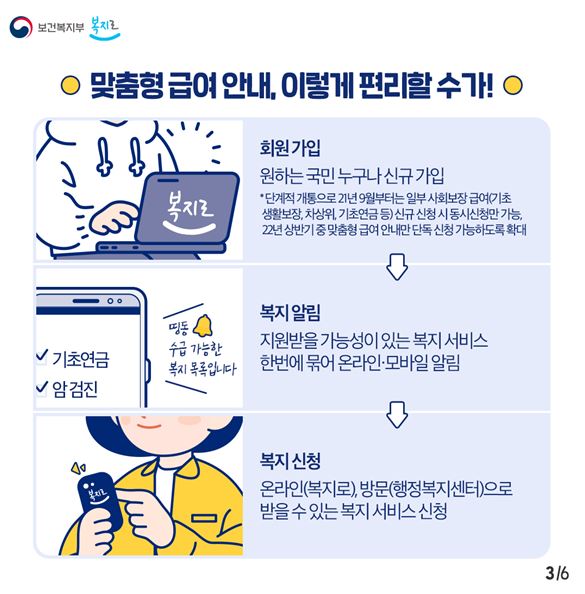 보건복지부 복지로
맞춤형 급여 안내, 이렇게 편리할 수가!
복지로
회원 가입
원하는 국민 누구나 신규 가입
*단계적 개통으로 21년 9월부터는 일부 사회보장 급여(기초
생활보장, 차상위, 기초연금 등) 신규 신청 시 동시신청만 가능,
22년 상반기 중 맞춤형 급여 안내만 단독 신청 가능하도록 확대
기초연금
암 검진
띵동
수급 가능한
복지 목록입니다
복지 알림
지원받을 가능성이 있는 복지 서비스
한번에 묶어 온라인·모바일 알림
복지로
복지 신청
온라인(복지로), 방문(행정복지센터)으로
받을 수 있는 복지 서비스 신청
3/6